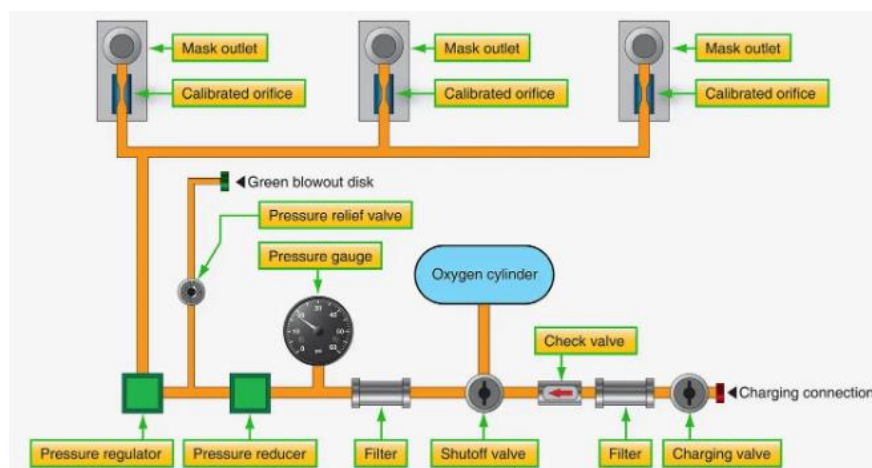 Mask outlet
Mask outlet
Mask outlet
Calibrated orifice
Calibrated orifice
Calibrated orifice
Green blowout disk
Pressure relief valve
Pressure gauge
Oxygen cylinder
Check valve
Charging connection
Pressure regulator
Pressure reducer
Filter
Shutoff valve
Filter
Charging valve